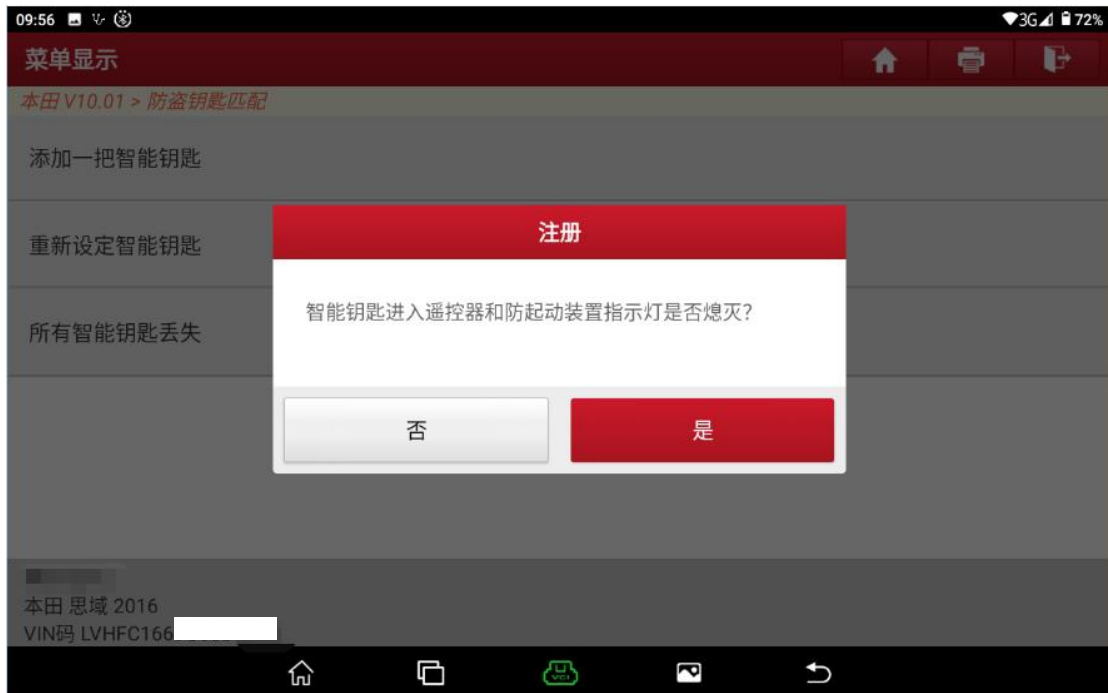 09:56
3G 72%
菜单显示
本田 V10.01 > 防盗钥匙匹配
添加一把智能钥匙
重新设定智能钥匙
所有智能钥匙丢失
注册
智能钥匙进入遥控器和防起动装置指示灯是否熄灭?
否
是
本田 思域 2016
VIN码 LVHFC166
VCI